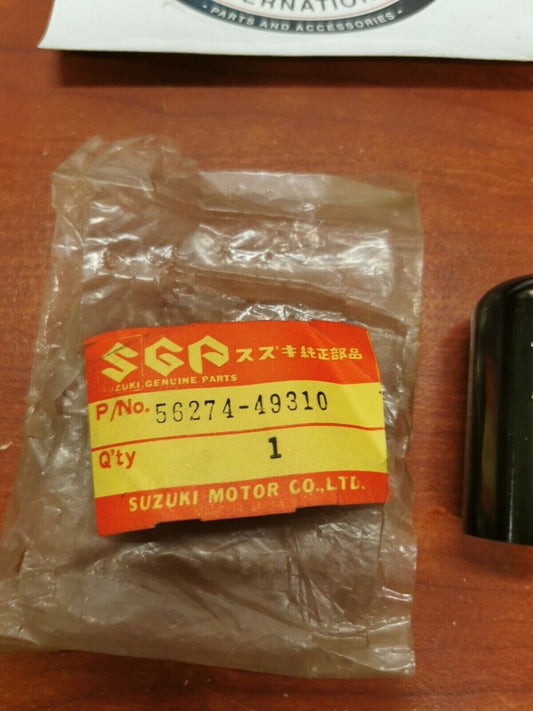 ERNATION
- PARTS AND ACCESSORIES -
SGP スズキ純正部品
SUZUKI GENUINE PARTS
P/No. 56274-49310
Q'ty 1
SUZUKI MOTOR CO.,LTD.